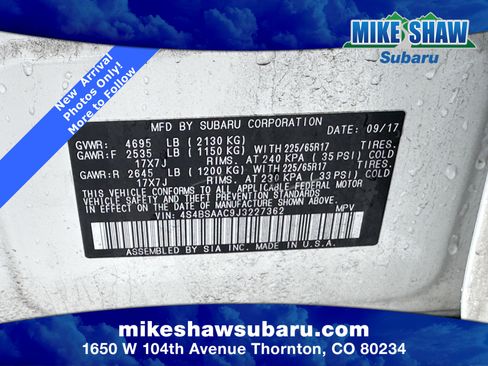 MIKE SHAW
Subaru
New Arrival
Photos Only!
More to Follow
MFD BY SUBARU CORPORATION DATE: 09/17
GVWR: 4695 LB (2130 KG)
GAWR:F 2535 LB (1150 KG) WITH 225/65R17 TIRES.
17X7J RIMS. AT 240 KPA (35 PSI) COLD
GAWR:R 2645 LB (1200 KG) WITH 225/65R17 TIRES.
17X7J RIMS. AT 230 KPA (33 PSI) COLD
THIS VEHICLE CONFORMS TO ALL APPLICABLE FEDERAL MOTOR
VEHICLE SAFETY AND THEFT PREVENTION STANDARDS IN EFFECT
ON THE DATE OF MANUFACTURE SHOWN ABOVE.
VIN: 4S4BSAAC9J3227362 MPV
ASSEMBLED BY SIA INC. MADE IN U.S.A.
mikeshawsubaru.com
1650 W 104th Avenue Thornton, CO 80234